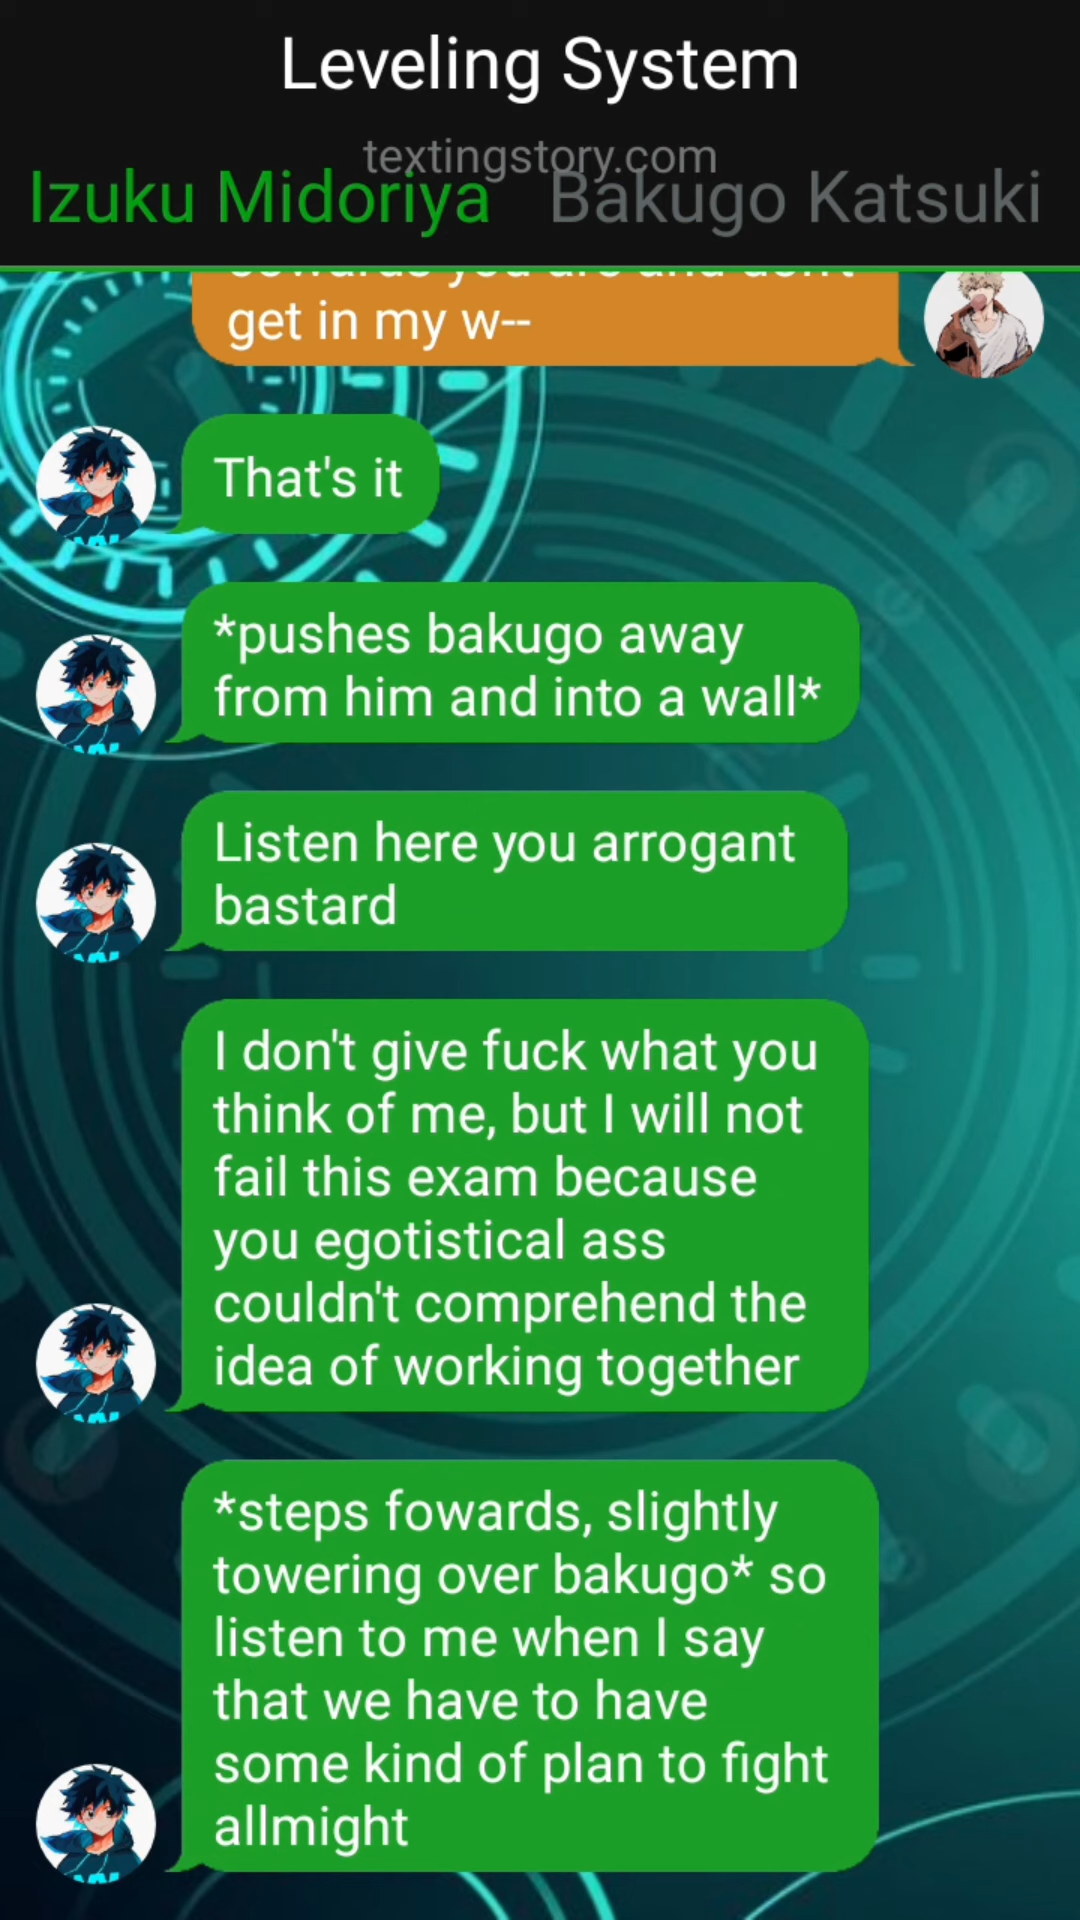 Leveling System
textingstory.com
Izuku Midoriya Bakugo Katsuki
get in my w--
That's it
*pushes bakugo away
from him and into a wall*
Listen here you arrogant
bastard
I don't give fuck what you
think of me, but I will not
fail this exam because
you egotistical ass
couldn't comprehend the
idea of working together
*steps fowards, slightly
towering over bakugo* so
listen to me when I say
that we have to have
some kind of plan to fight
allmight